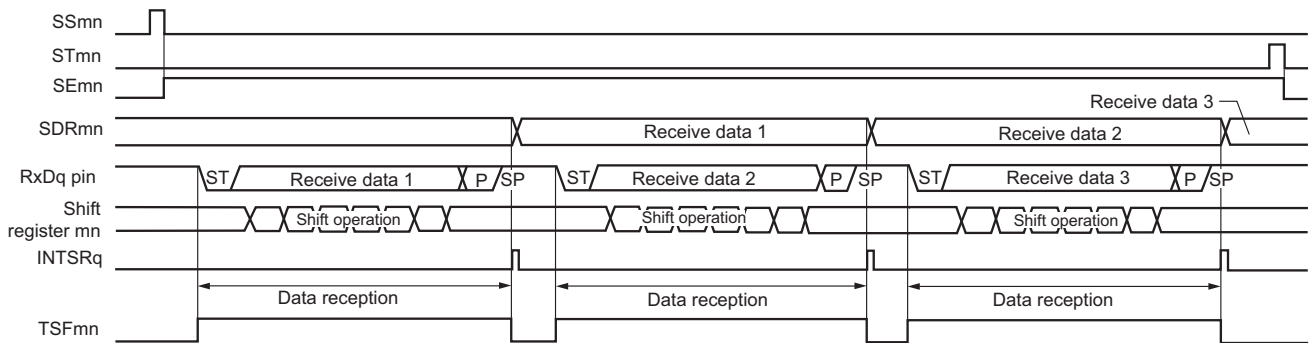 SSmn
STmn
SEmn
Receive data 3
SDRmn Receive data 1 Receive data 2
RxDq pin ST Receive data 1 P SP ST Receive data 2 P SP ST Receive data 3 P SP
Shift
register mn Shift operation Shift operation Shift operation
INTSRq
Data reception Data reception Data reception
TSFmn